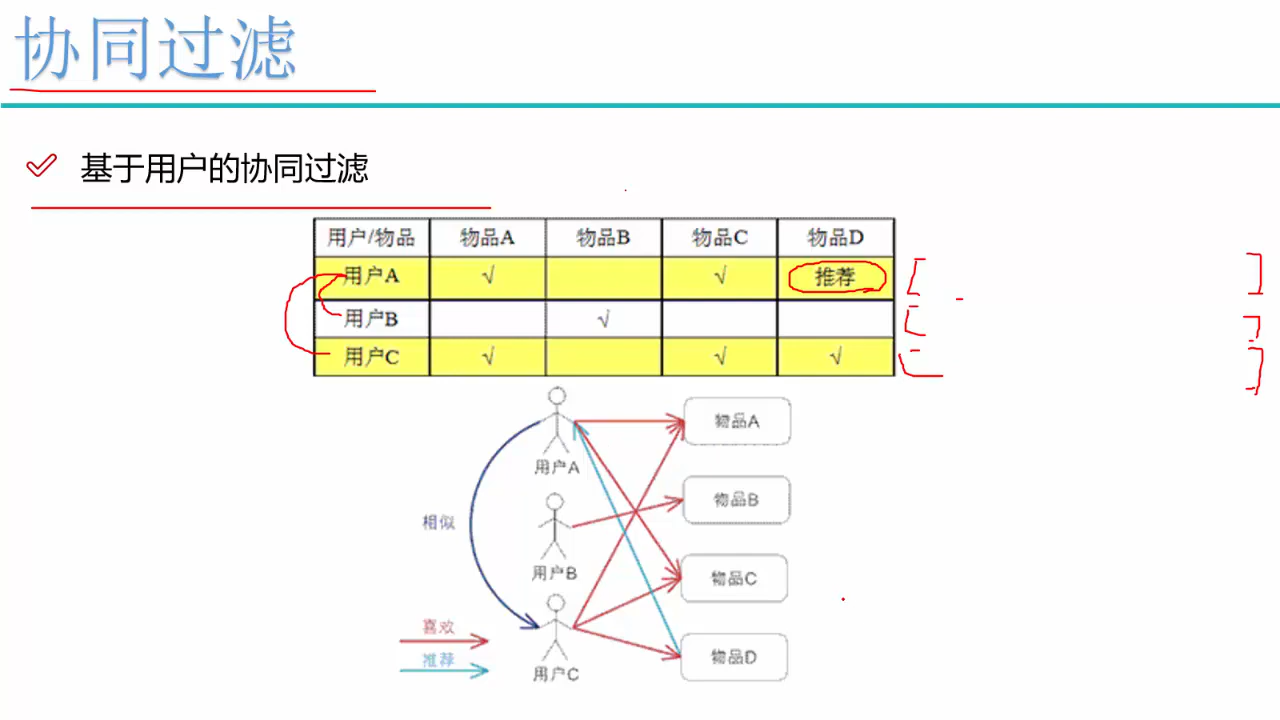 协同过滤
基于用户的协同过滤
用户/物品 物品A 物品B 物品C 物品D
用户A √ √ 推荐
用户B √
用户C √ √ √
物品A
用户A
物品B
相似
用户B
物品C
喜欢
推荐
物品D
用户C